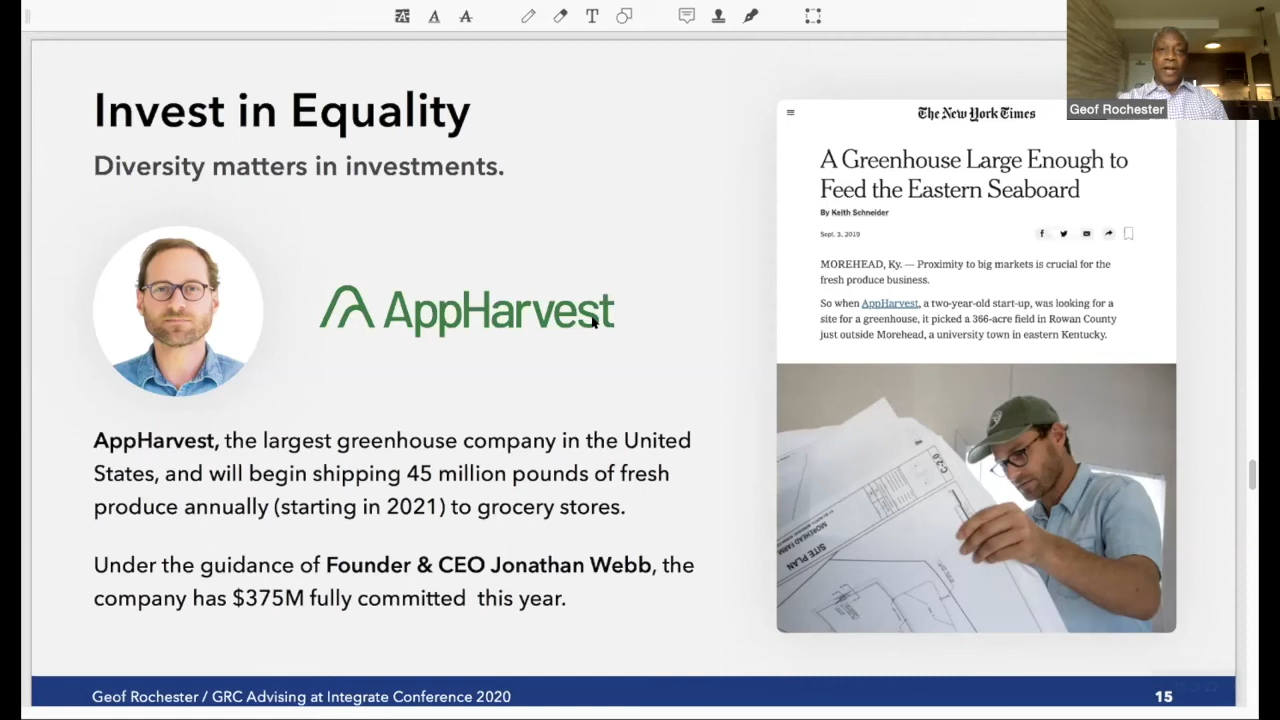 Invest in Equality
Diversity matters in investments.
AppHarvest
AppHarvest, the largest greenhouse company in the United
States, and will begin shipping 45 million pounds of fresh
produce annually (starting in 2021) to grocery stores.
Under the guidance of Founder & CEO Jonathan Webb, the
company has $375M fully committed  this year.
The New York Times
A Greenhouse Large Enough to
Feed the Eastern Seaboard
By Keith Schneider
Sept. 3, 2019
MOREHEAD, Ky. — Proximity to big markets is crucial for the
fresh produce business.
So when AppHarvest, a two-year-old start-up, was looking for a
site for a greenhouse, it picked a 366-acre field in Rowan County
just outside Morehead, a university town in eastern Kentucky.
C-2.0
MOREHEAD FARM
SITE PLAN
Geof Rochester
Geof Rochester / GRC Advising at Integrate Conference 2020
15